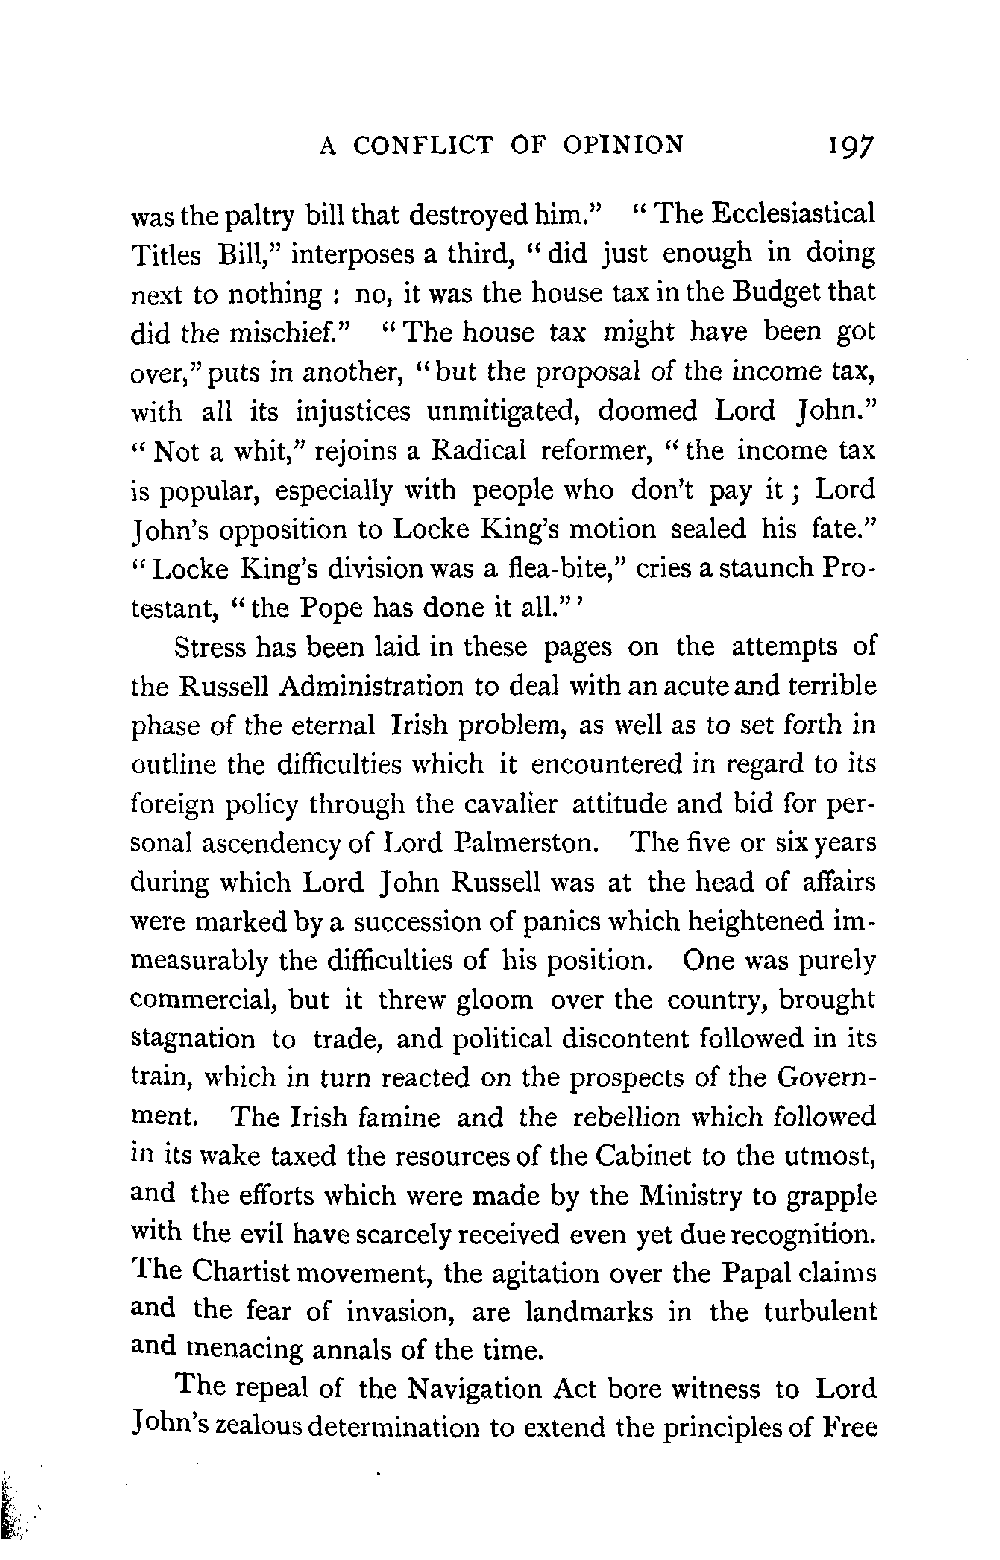 A CONFLICT OF OPINION 197
was the paltry bill that destroyed him.” “The Ecclesiastical
Titles Bill,” interposes a third, “did just enough in doing
next to nothing : no, it was the house tax in the Budget that
did the mischief.” “The house tax might have been got
over,” puts in another, “but the proposal of the income tax,
with all its injustices unmitigated, doomed Lord John.”
“Not a whit,” rejoins a Radical reformer, “the income tax
is popular, especially with people who don’t pay it ; Lord
John’s opposition to Locke King’s motion sealed his fate.”
“Locke King’s division was a flea-bite,” cries a staunch Pro-
testant, “the Pope has done it all.”’
Stress has been laid in these pages on the attempts of
the Russell Administration to deal with an acute and terrible
phase of the eternal Irish problem, as well as to set forth in
outline the difficulties which it encountered in regard to its
foreign policy through the cavalier attitude and bid for per-
sonal ascendency of Lord Palmerston. The five or six years
during which Lord John Russell was at the head of affairs
were marked by a succession of panics which heightened im-
measurably the difficulties of his position. One was purely
commercial, but it threw gloom over the country, brought
stagnation to trade, and political discontent followed in its
train, which in turn reacted on the prospects of the Govern-
ment. The Irish famine and the rebellion which followed
in its wake taxed the resources of the Cabinet to the utmost,
and the efforts which were made by the Ministry to grapple
with the evil have scarcely received even yet due recognition.
The Chartist movement, the agitation over the Papal claims
and the fear of invasion, are landmarks in the turbulent
and menacing annals of the time.
The repeal of the Navigation Act bore witness to Lord
John’s zealous determination to extend the principles of Free